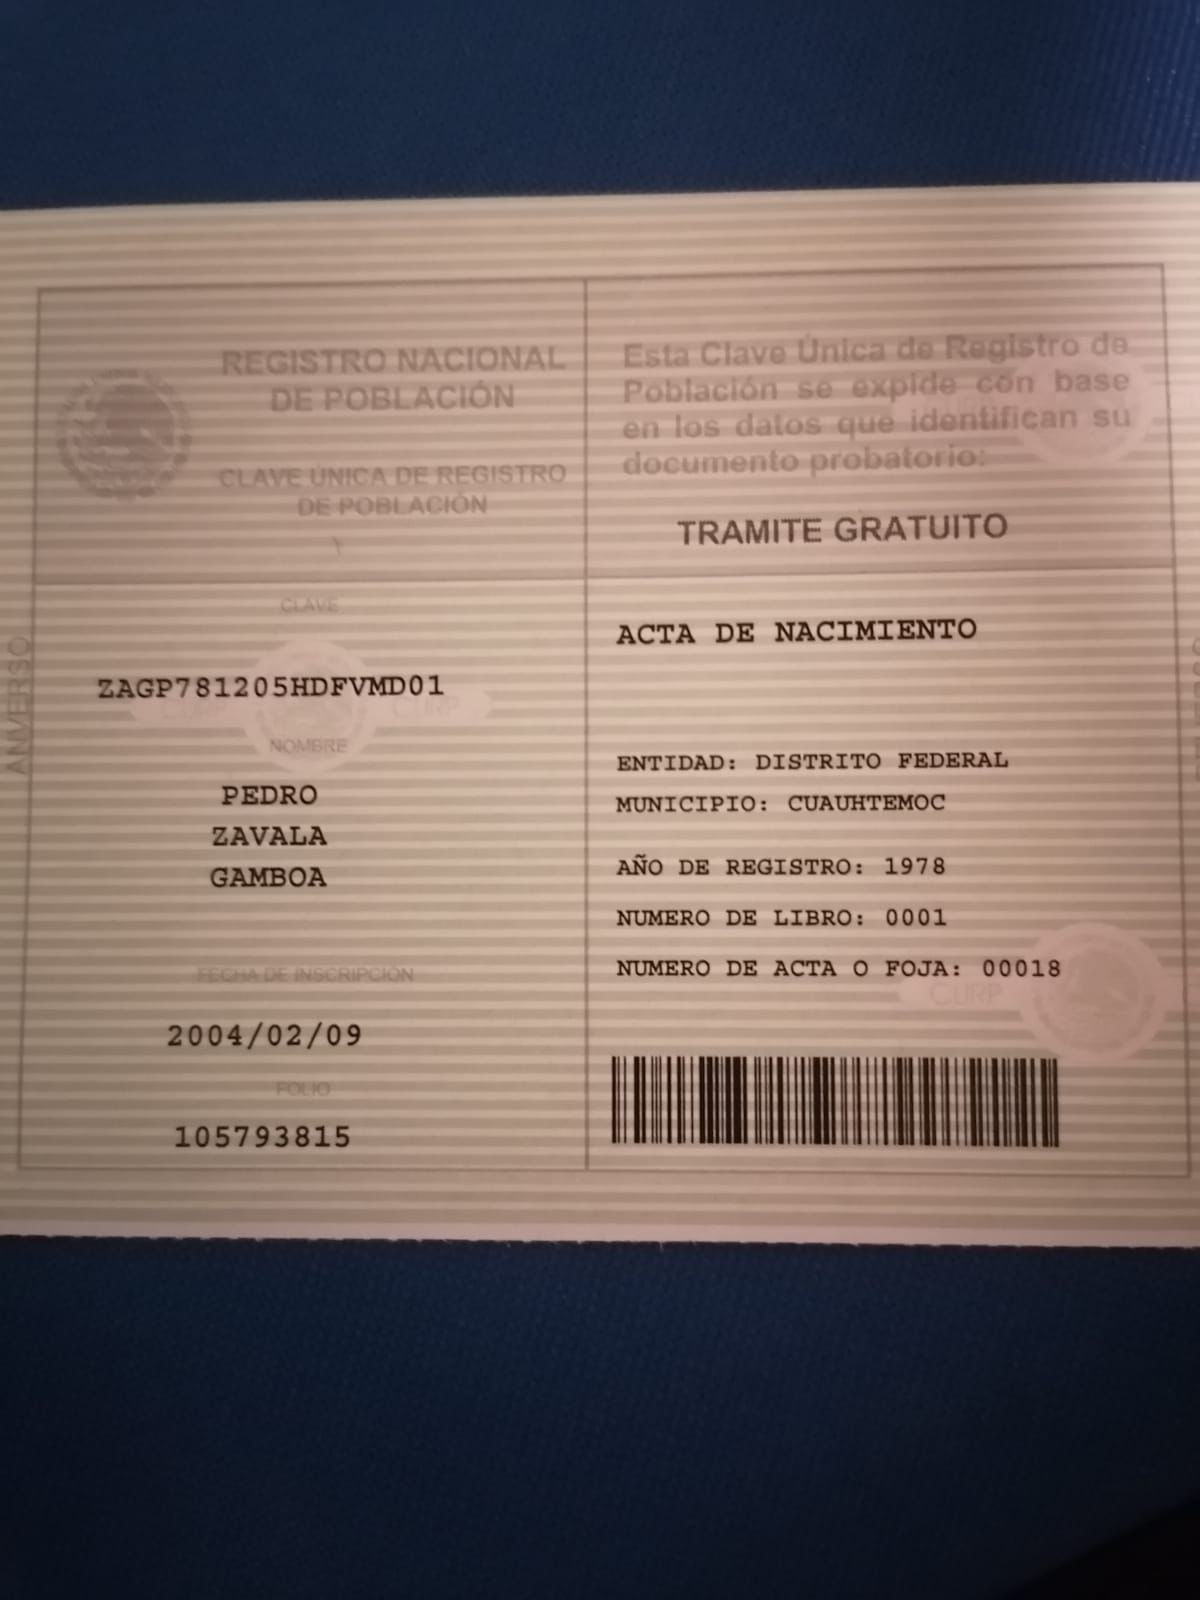 REGISTRO NACIONAL
DE POBLACIÓN
CLAVE ÚNICA DE REGISTRO
DE POBLACIÓN
CLAVE
ZAGP781205HDFVMD01
CURP
CURP
NOMBRE
PEDRO
ZAVALA
GAMBOA
FECHA DE INSCRIPCIÓN
2004/02/09
FOLIO
105793815
ANVERSO
Esta Clave Única de Registro de
Población se expide con base
en los datos que identifican su
documento probatorio:
TRAMITE GRATUITO
ACTA DE NACIMIENTO
ENTIDAD: DISTRITO FEDERAL
MUNICIPIO: CUAUHTEMOC
AÑO DE REGISTRO: 1978
NUMERO DE LIBRO: 0001
NUMERO DE ACTA O FOJA: 00018
CURP